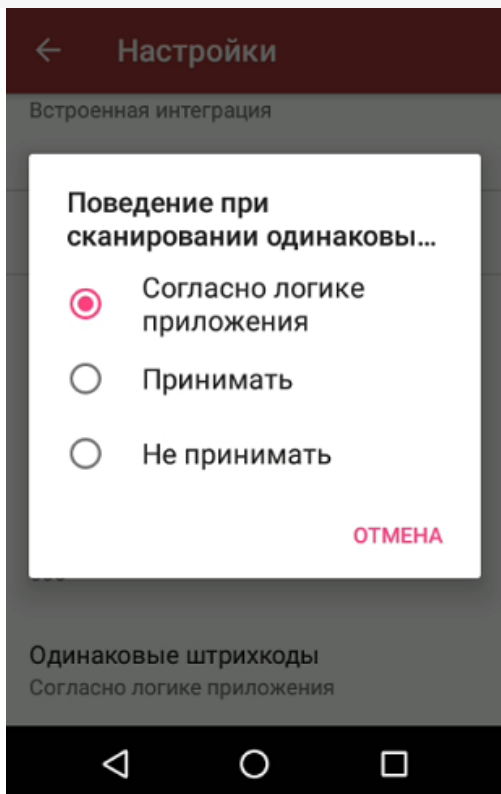 Настройки
Встроенная интеграция
Поведение при
сканировании одинаковы...
Согласно логике
приложения
Принимать
Не принимать
ОТМЕНА
Одинаковые штрихкоды
Согласно логике приложения